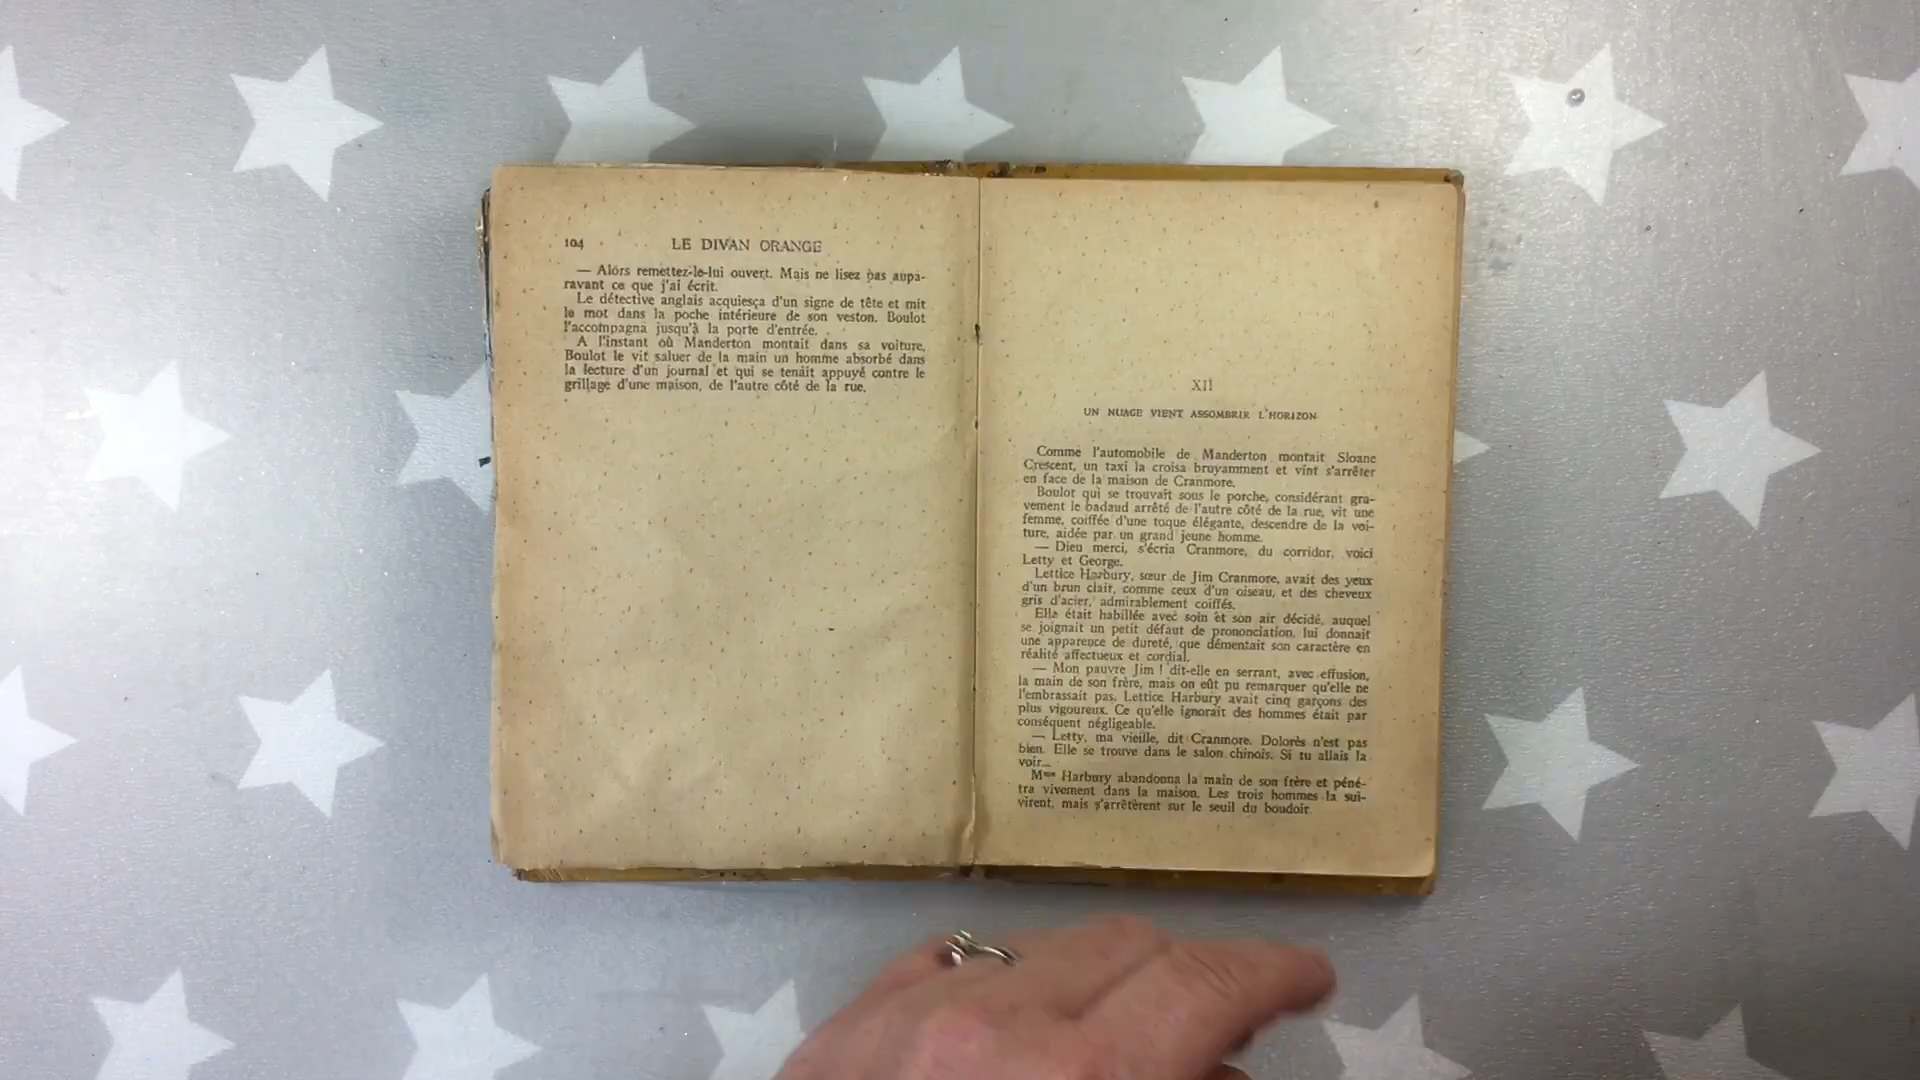 104 LE DIVAN ORANGE
— Alors remettez-le-lui ouvert. Mais ne lisez pas aupa-
ravant ce que j'ai écrit.
Le détective anglais acquiesça d'un signe de tête et mit
le mot dans la poche intérieure de son veston. Boulot
l'accompagna jusqu'à la porte d'entrée.
A l'instant où Manderton montait dans sa voiture,
Boulot le vit saluer de la main un homme absorbé dans
la lecture d'un journal et qui se tenait appuyé contre le
grillage d'une maison, de l'autre côté de la rue.
XII
UN NUAGE VIENT ASSOMBRIR L'HORIZON
Comme l'automobile de Manderton montait Sloane
Crescent, un taxi la croisa bruyamment et vint s'arrêter
en face de la maison de Cranmore.
Boulot qui se trouvait sous le porche, considérant gra-
vement le badaud arrêté de l'autre côté de la rue, vit une
femme, coiffée d'une toque élégante, descendre de la voi-
ture, aidée par un grand jeune homme.
— Dieu merci, s'écria Cranmore, du corridor, voici
Letty et George.
Lettice Harbury, sœur de Jim Cranmore, avait des yeux
d'un brun clair, comme ceux d'un oiseau, et des cheveux
gris d'acier, admirablement coiffés.
Elle était habillée avec soin et son air décidé, auquel
se joignait un petit défaut de prononciation, lui donnait
une apparence de dureté, que démentait son caractère en
réalité affectueux et cordial.
— Mon pauvre Jim ! dit-elle en serrant, avec effusion,
la main de son frère, mais on eût pu remarquer qu'elle ne
l'embrassait pas. Lettice Harbury avait cinq garçons des
plus vigoureux. Ce qu'elle ignorait des hommes était par
conséquent négligeable.
— Letty, ma vieille, dit Cranmore. Dolorès n'est pas
bien. Elle se trouve dans le salon chinois. Si tu allais la
voir...
Mme Harbury abandonna la main de son frère et péné-
tra vivement dans la maison. Les trois hommes la sui-
virent, mais s'arrêtèrent sur le seuil du boudoir.